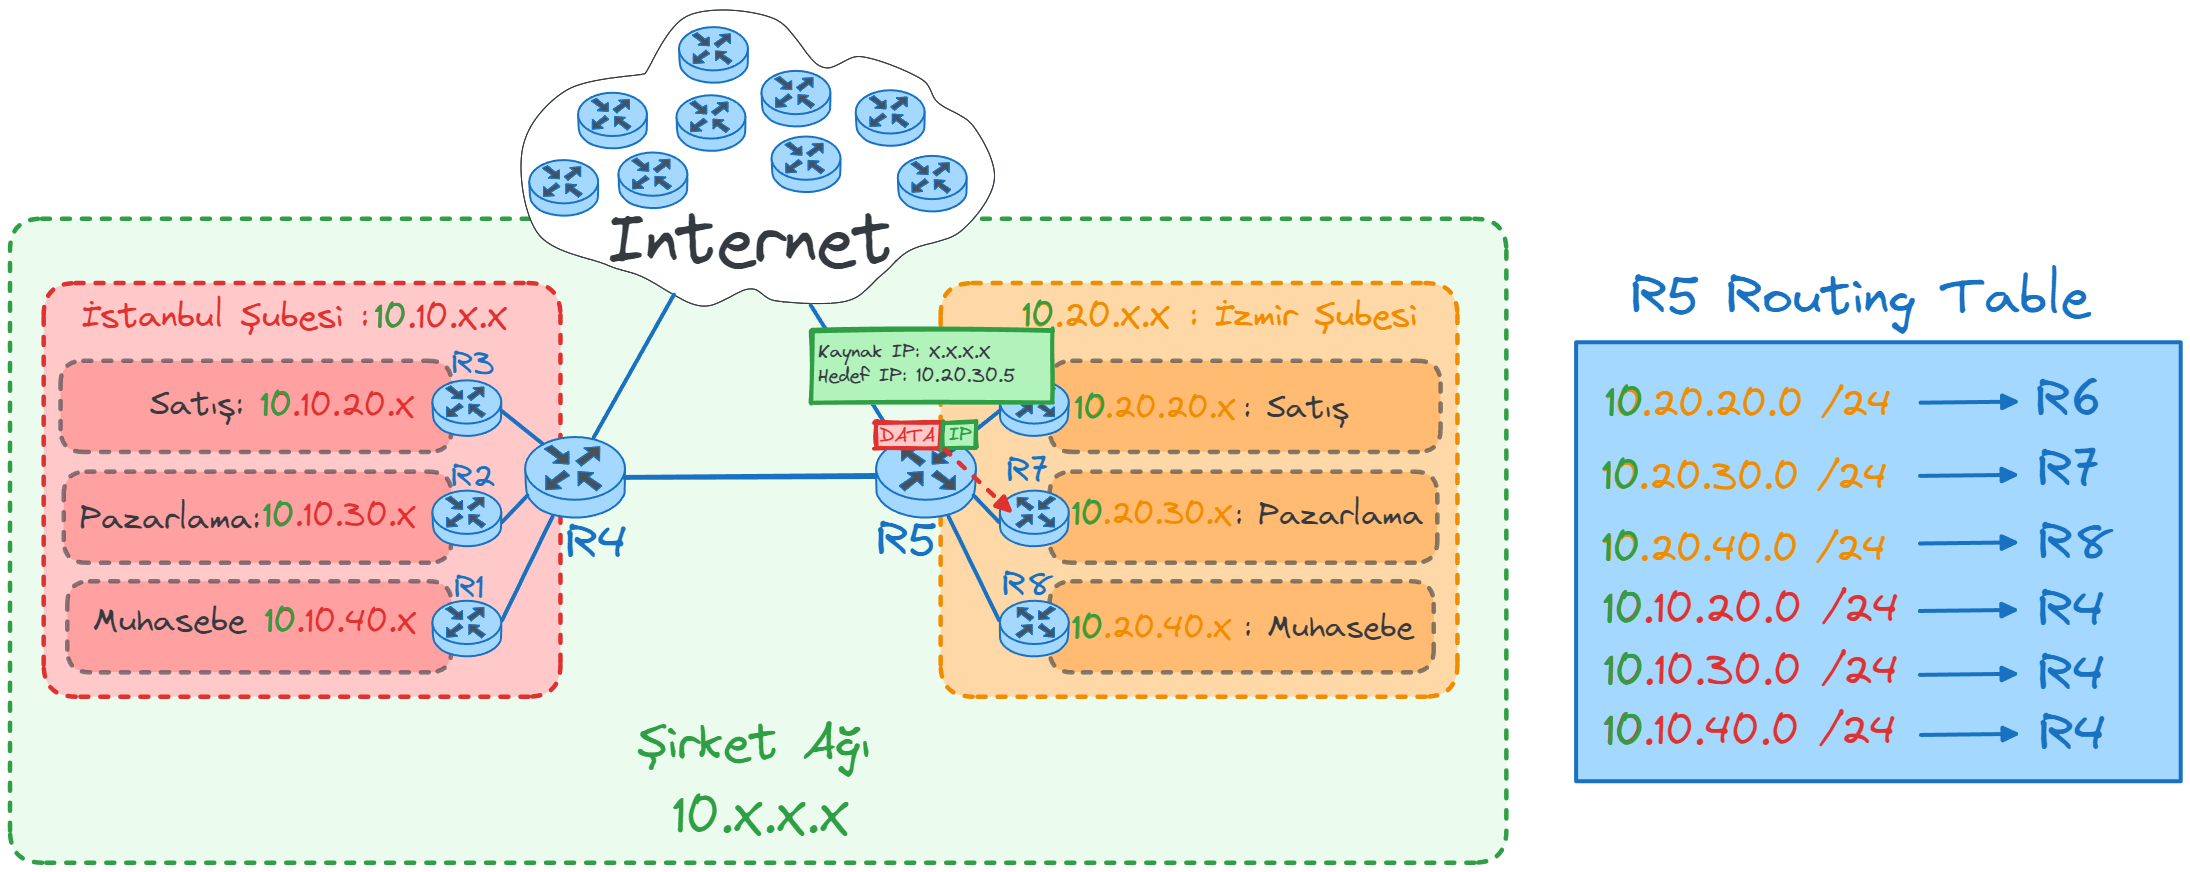 Internet
İstanbul Şubesi :10.10.x.x
R3
Satış: 10.10.20.x
R2
Pazarlama:10.10.30.x
R1
Muhasebe 10.10.40.x
R4
10.20.x.x : İzmir Şubesi
Kaynak IP: x.x.x.x
Hedef IP: 10.20.30.5
10.20.20.x : Satış
DATA IP
R5
R7
10.20.30.x: Pazarlama
R8
10.20.40.x : Muhasebe
Şirket Ağı
10.x.x.x
R5 Routing Table
10.20.20.0 /24 R6
10.20.30.0 /24 R7
10.20.40.0 /24 R8
10.10.20.0 /24 R4
10.10.30.0 /24 R4
10.10.40.0 /24 R4